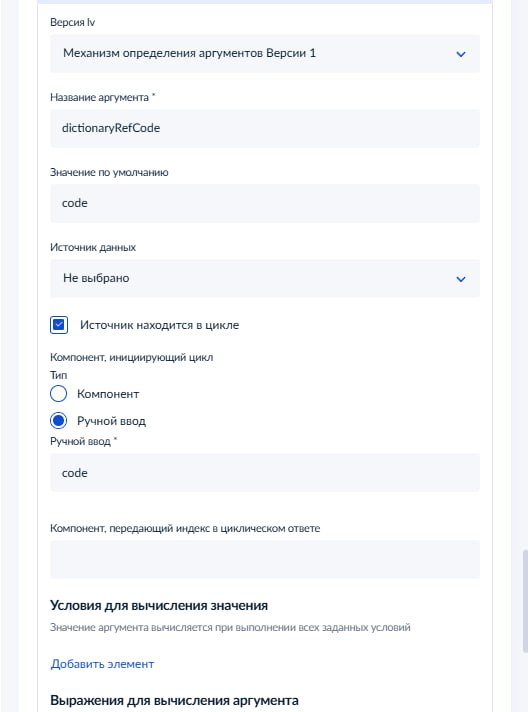 Версия lv
Механизм определения аргументов Версии 1
Название аргумента *
dictionaryRefCode
Значение по умолчанию
code
Источник данных
Не выбрано
Источник находится в цикле
Компонент, инициирующий цикл
Тип
Компонент
Ручной ввод
Ручной ввод *
code
Компонент, передающий индекс в циклическом ответе
Условия для вычисления значения
Значение аргумента вычисляется при выполнении всех заданных условий
Добавить элемент
Выражения для вычисления аргумента